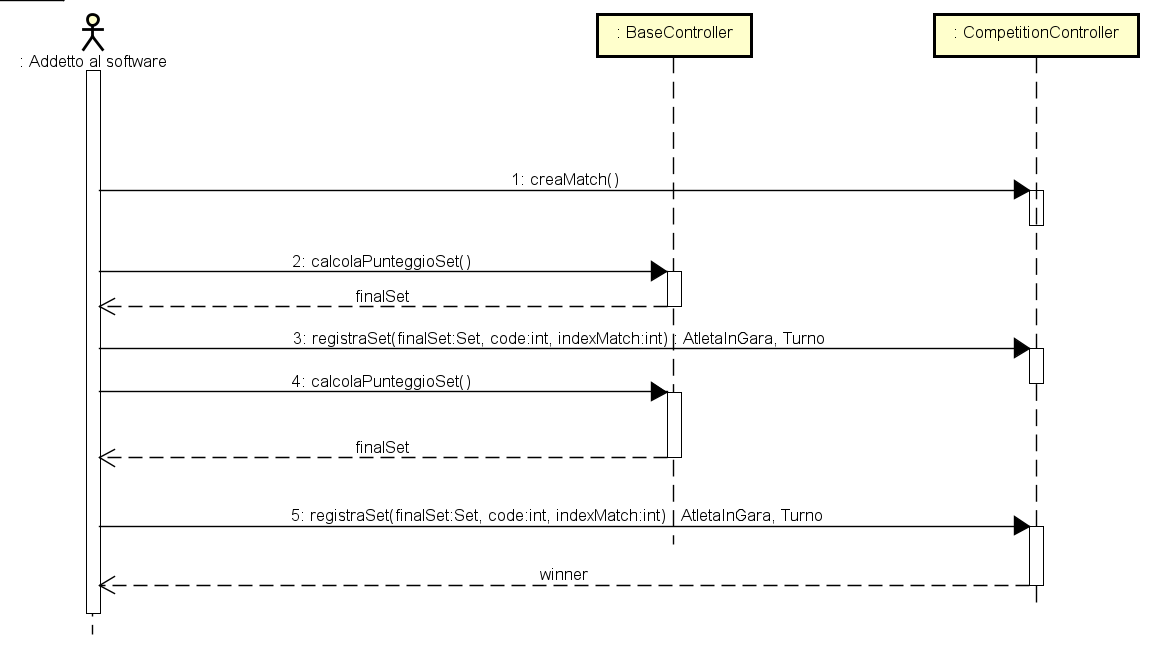 : Addetto al software
: BaseController
: CompetitionController
1: creaMatch()
2: calcolaPunteggioSet()
finalSet
3: registraSet(finalSet:Set, code:int, indexMatch:int) : AtletaInGara, Turno
4: calcolaPunteggioSet()
finalSet
5: registraSet(finalSet:Set, code:int, indexMatch:int) : AtletaInGara, Turno
winner